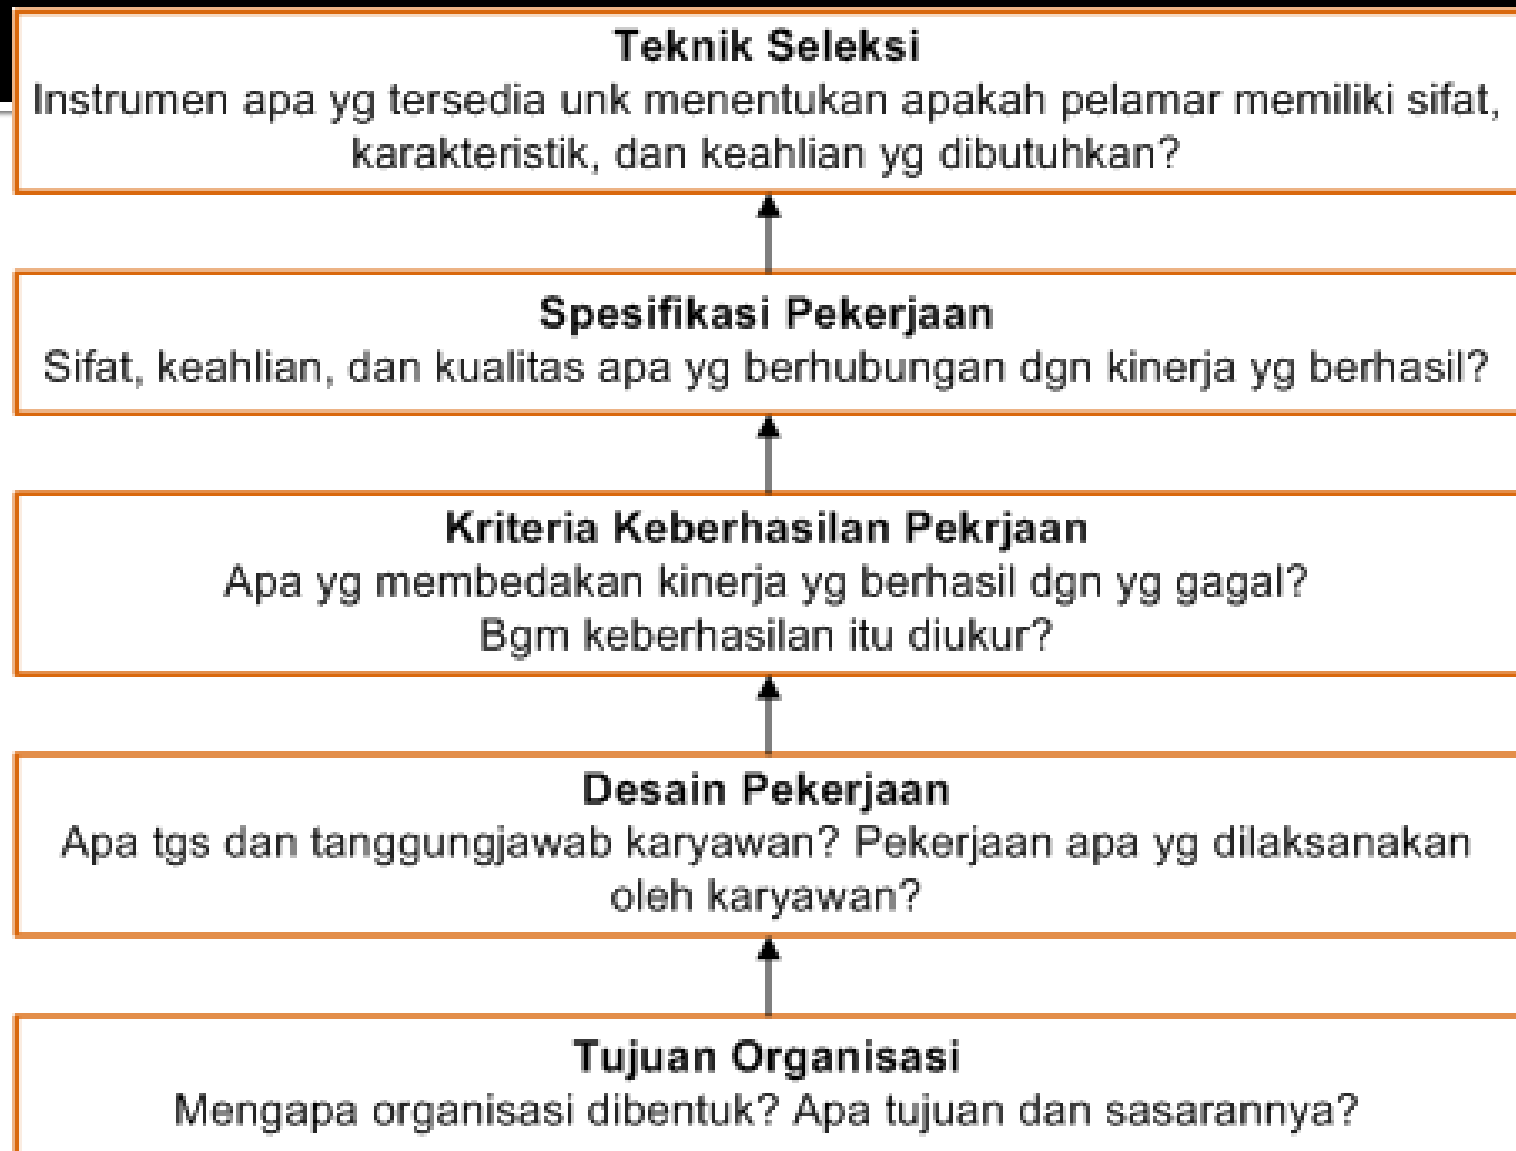 Teknik Seleksi
Instrumen apa yg tersedia unk menentukan apakah pelamar memiliki sifat,
karakteristik, dan keahlian yg dibutuhkan?
Spesifikasi Pekerjaan
Sifat, keahlian, dan kualitas apa yg berhubungan dgn kinerja yg berhasil?
Kriteria Keberhasilan Pekrjaan
Apa yg membedakan kinerja yg berhasil dgn yg gagal?
Bgm keberhasilan itu diukur?
Desain Pekerjaan
Apa tgs dan tanggungjawab karyawan? Pekerjaan apa yg dilaksanakan
oleh karyawan?
Tujuan Organisasi
Mengapa organisasi dibentuk? Apa tujuan dan sasarannya?